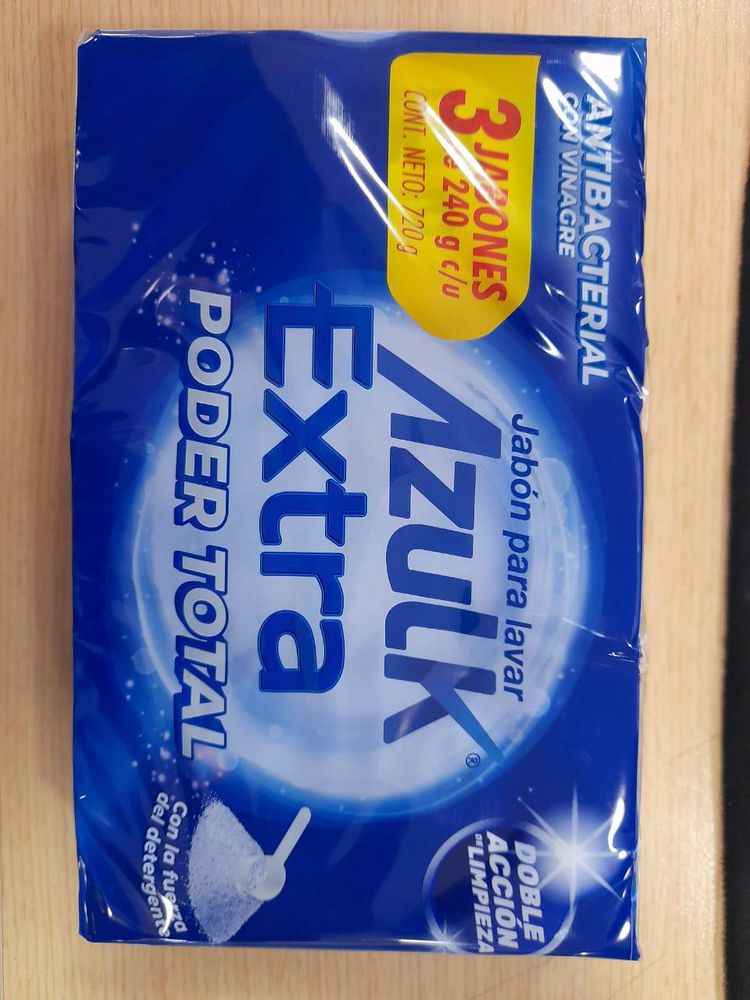 ANTIBACTERIAL
CON VINAGRE
3 JABONES
240 g c/u
CONT. NETO: 720 g
Jabón para lavar
Azulk®
Extra
PODER TOTAL
DOBLE
ACCIÓN
DE LIMPIEZA
Con la fuerza
del detergente